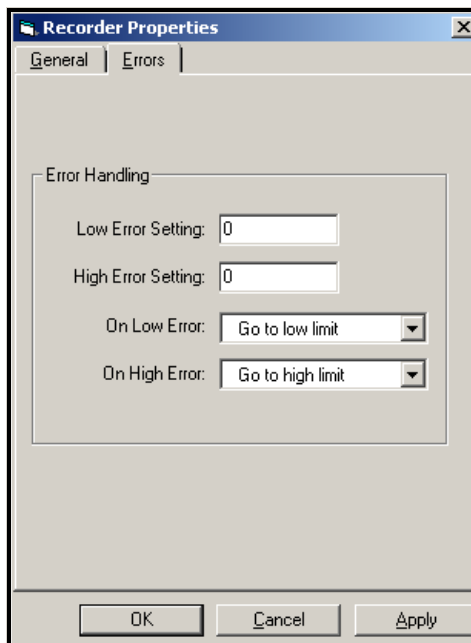 Recorder Properties
General Errors
Error Handling
Low Error Setting: 0
High Error Setting: 0
On Low Error: Go to low limit
On High Error: Go to high limit
OK Cancel Apply